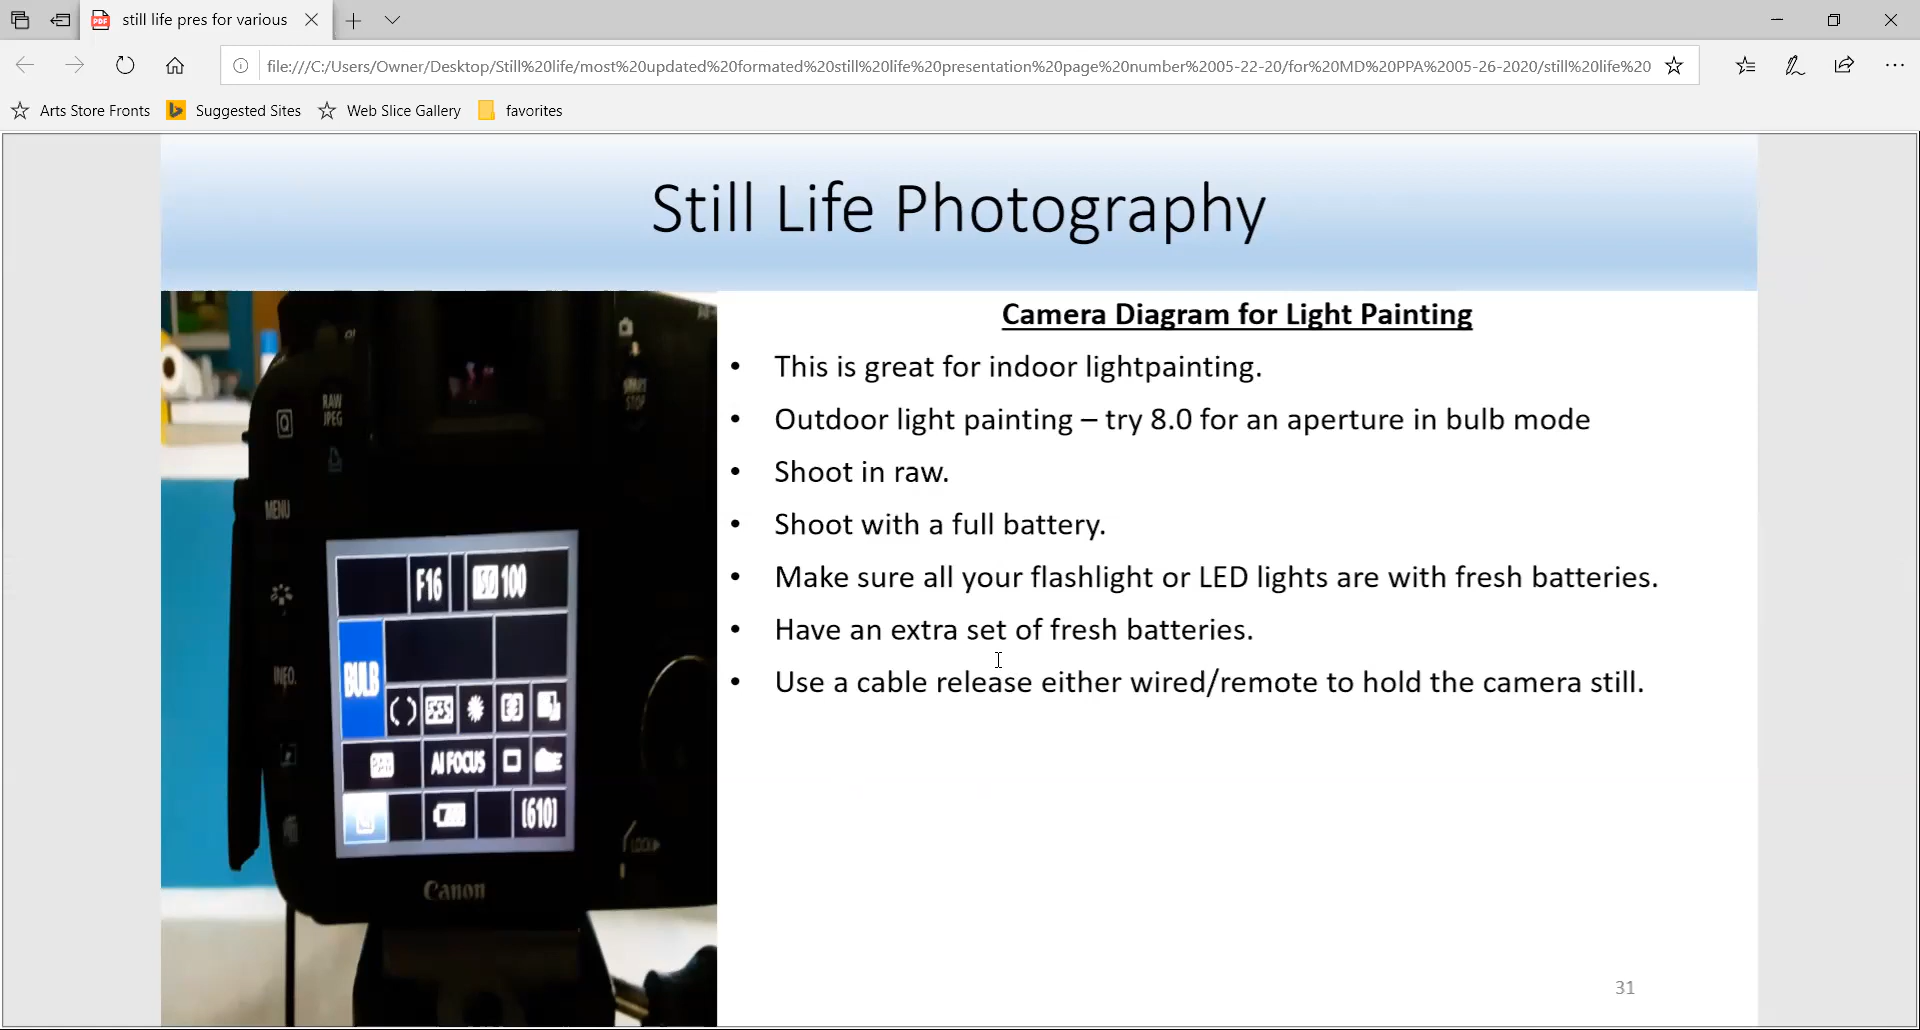 still life pres for various
file:///C:/Users/Owner/Desktop/Still%20life/most%20updated%20formated%20still%20life%20presentation%20page%20number%2005-22-20/for%20MD%20PPA%2005-26-2020/still%20life%20
Arts Store Fronts Suggested Sites Web Slice Gallery favorites
Still Life Photography
Camera Diagram for Light Painting
• This is great for indoor lightpainting.
• Outdoor light painting – try 8.0 for an aperture in bulb mode
• Shoot in raw.
• Shoot with a full battery.
• Make sure all your flashlight or LED lights are with fresh batteries.
• Have an extra set of fresh batteries.
• Use a cable release either wired/remote to hold the camera still.
Q
RAW
JPEG
START
STOP
MENU
INFO.
F16 ISO 100
BULB
AI FOCUS
[610]
LOCK
Canon
31